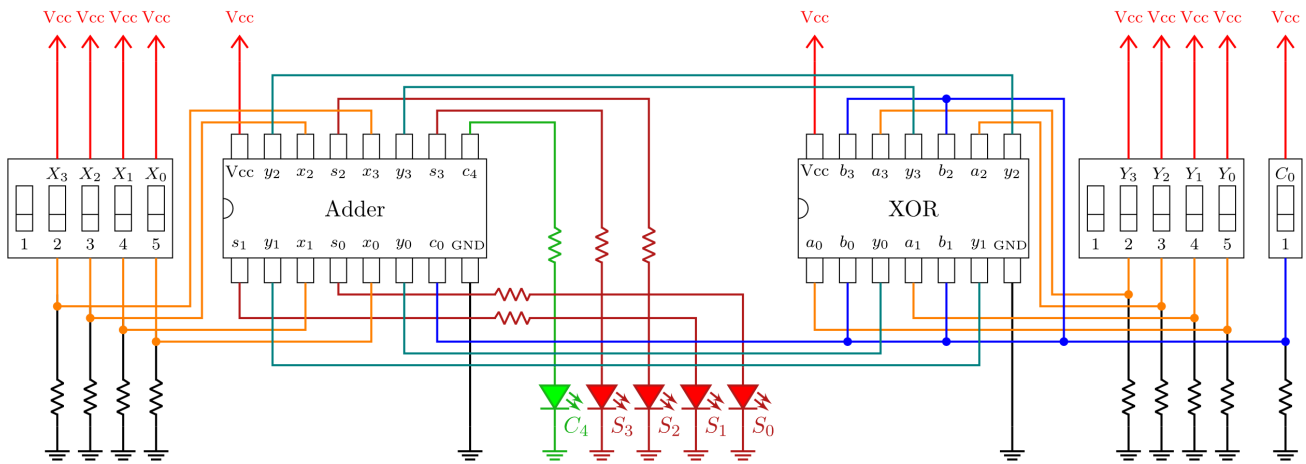 Vcc Vcc Vcc Vcc Vcc Vcc Vcc Vcc Vcc Vcc Vcc
X₃ X₂ X₁ X₀
1 2 3 4 5
Vcc y₂ x₂ s₂ x₃ y₃ s₃ c₄
Adder
s₁ y₁ x₁ s₀ x₀ y₀ c₀ GND
Vcc b₃ a₃ y₃ b₂ a₂ y₂
XOR
a₀ b₀ y₀ a₁ b₁ y₁ GND
Y₃ Y₂ Y₁ Y₀
1 2 3 4 5
C₀
1
C₄ S₃ S₂ S₁ S₀